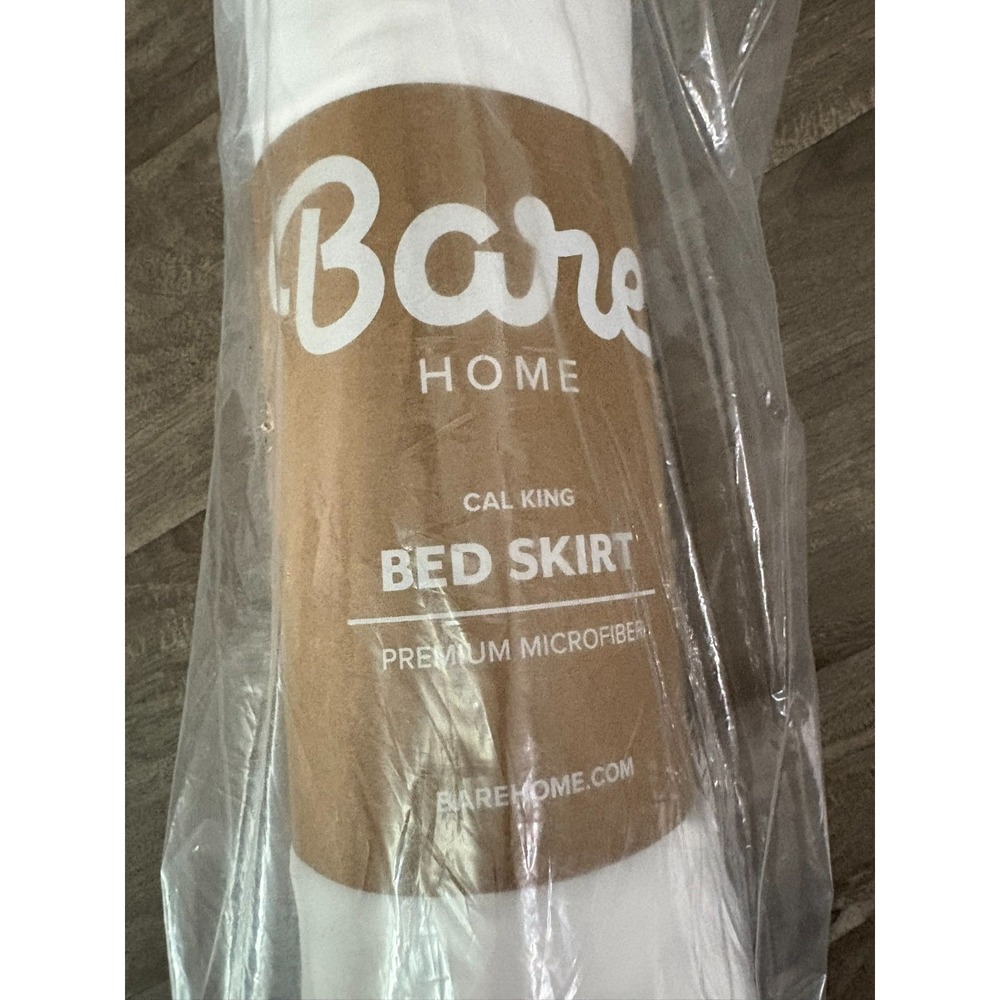 Bare
HOME
CAL KING
BED SKIRT
PREMIUM MICROFIBER
BAREHOME.COM